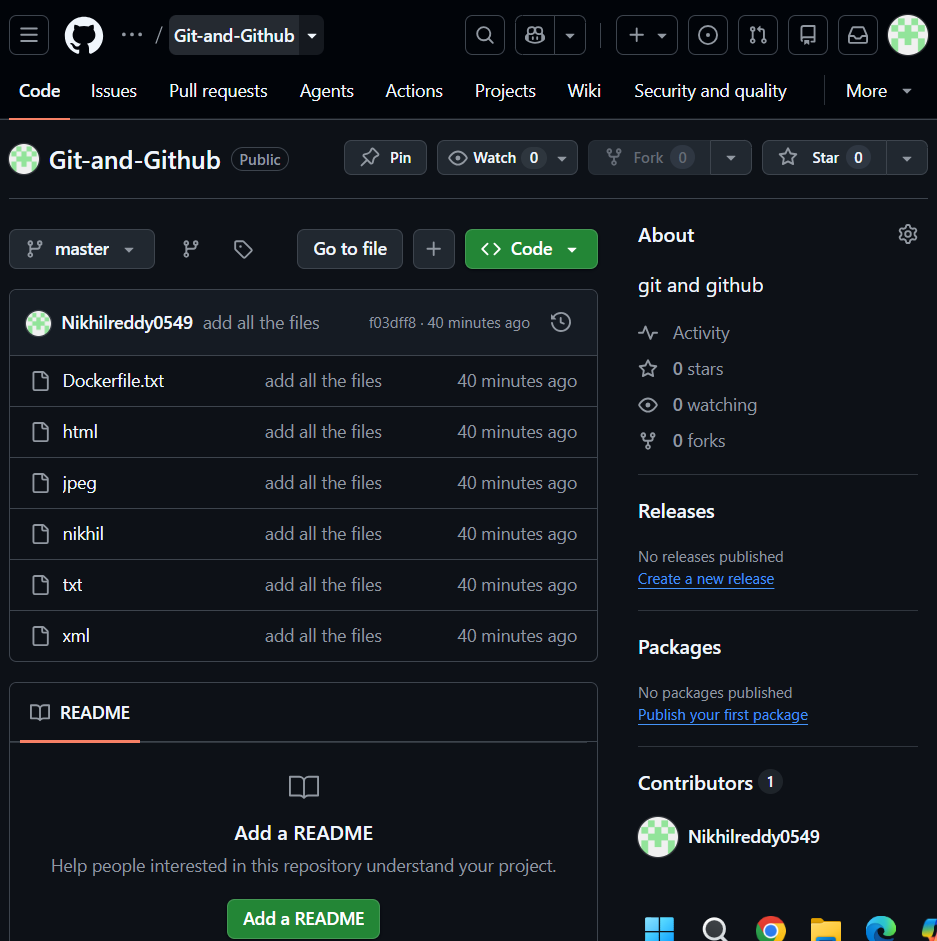 ··· / Git-and-Github
Code Issues Pull requests Agents Actions Projects Wiki Security and quality More
Git-and-Github Public Pin Watch 0 Fork 0 Star 0
master Go to file Code
Nikhilreddy0549 add all the files f03dff8 · 40 minutes ago
Dockerfile.txt add all the files 40 minutes ago
html add all the files 40 minutes ago
jpeg add all the files 40 minutes ago
nikhil add all the files 40 minutes ago
txt add all the files 40 minutes ago
xml add all the files 40 minutes ago
README
Add a README
Help people interested in this repository understand your project.
Add a README
About
git and github
Activity
0 stars
0 watching
0 forks
Releases
No releases published
Create a new release
Packages
No packages published
Publish your first package
Contributors 1
Nikhilreddy0549